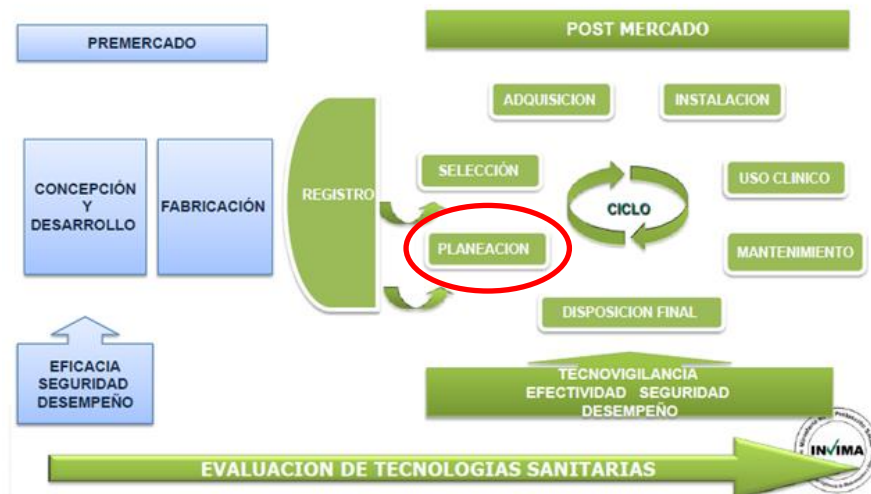 PREMERCADO
POST MERCADO
CONCEPCIÓN
Y
DESARROLLO
FABRICACIÓN
REGISTRO
ADQUISICION
INSTALACION
SELECCIÓN
USO CLINICO
CICLO
PLANEACION
MANTENIMIENTO
DISPOSICION FINAL
EFICACIA
SEGURIDAD
DESEMPEÑO
TECNOVIGILANCIA
EFECTIVIDAD SEGURIDAD
DESEMPEÑO
EVALUACION DE TECNOLOGIAS SANITARIAS
INVIMA